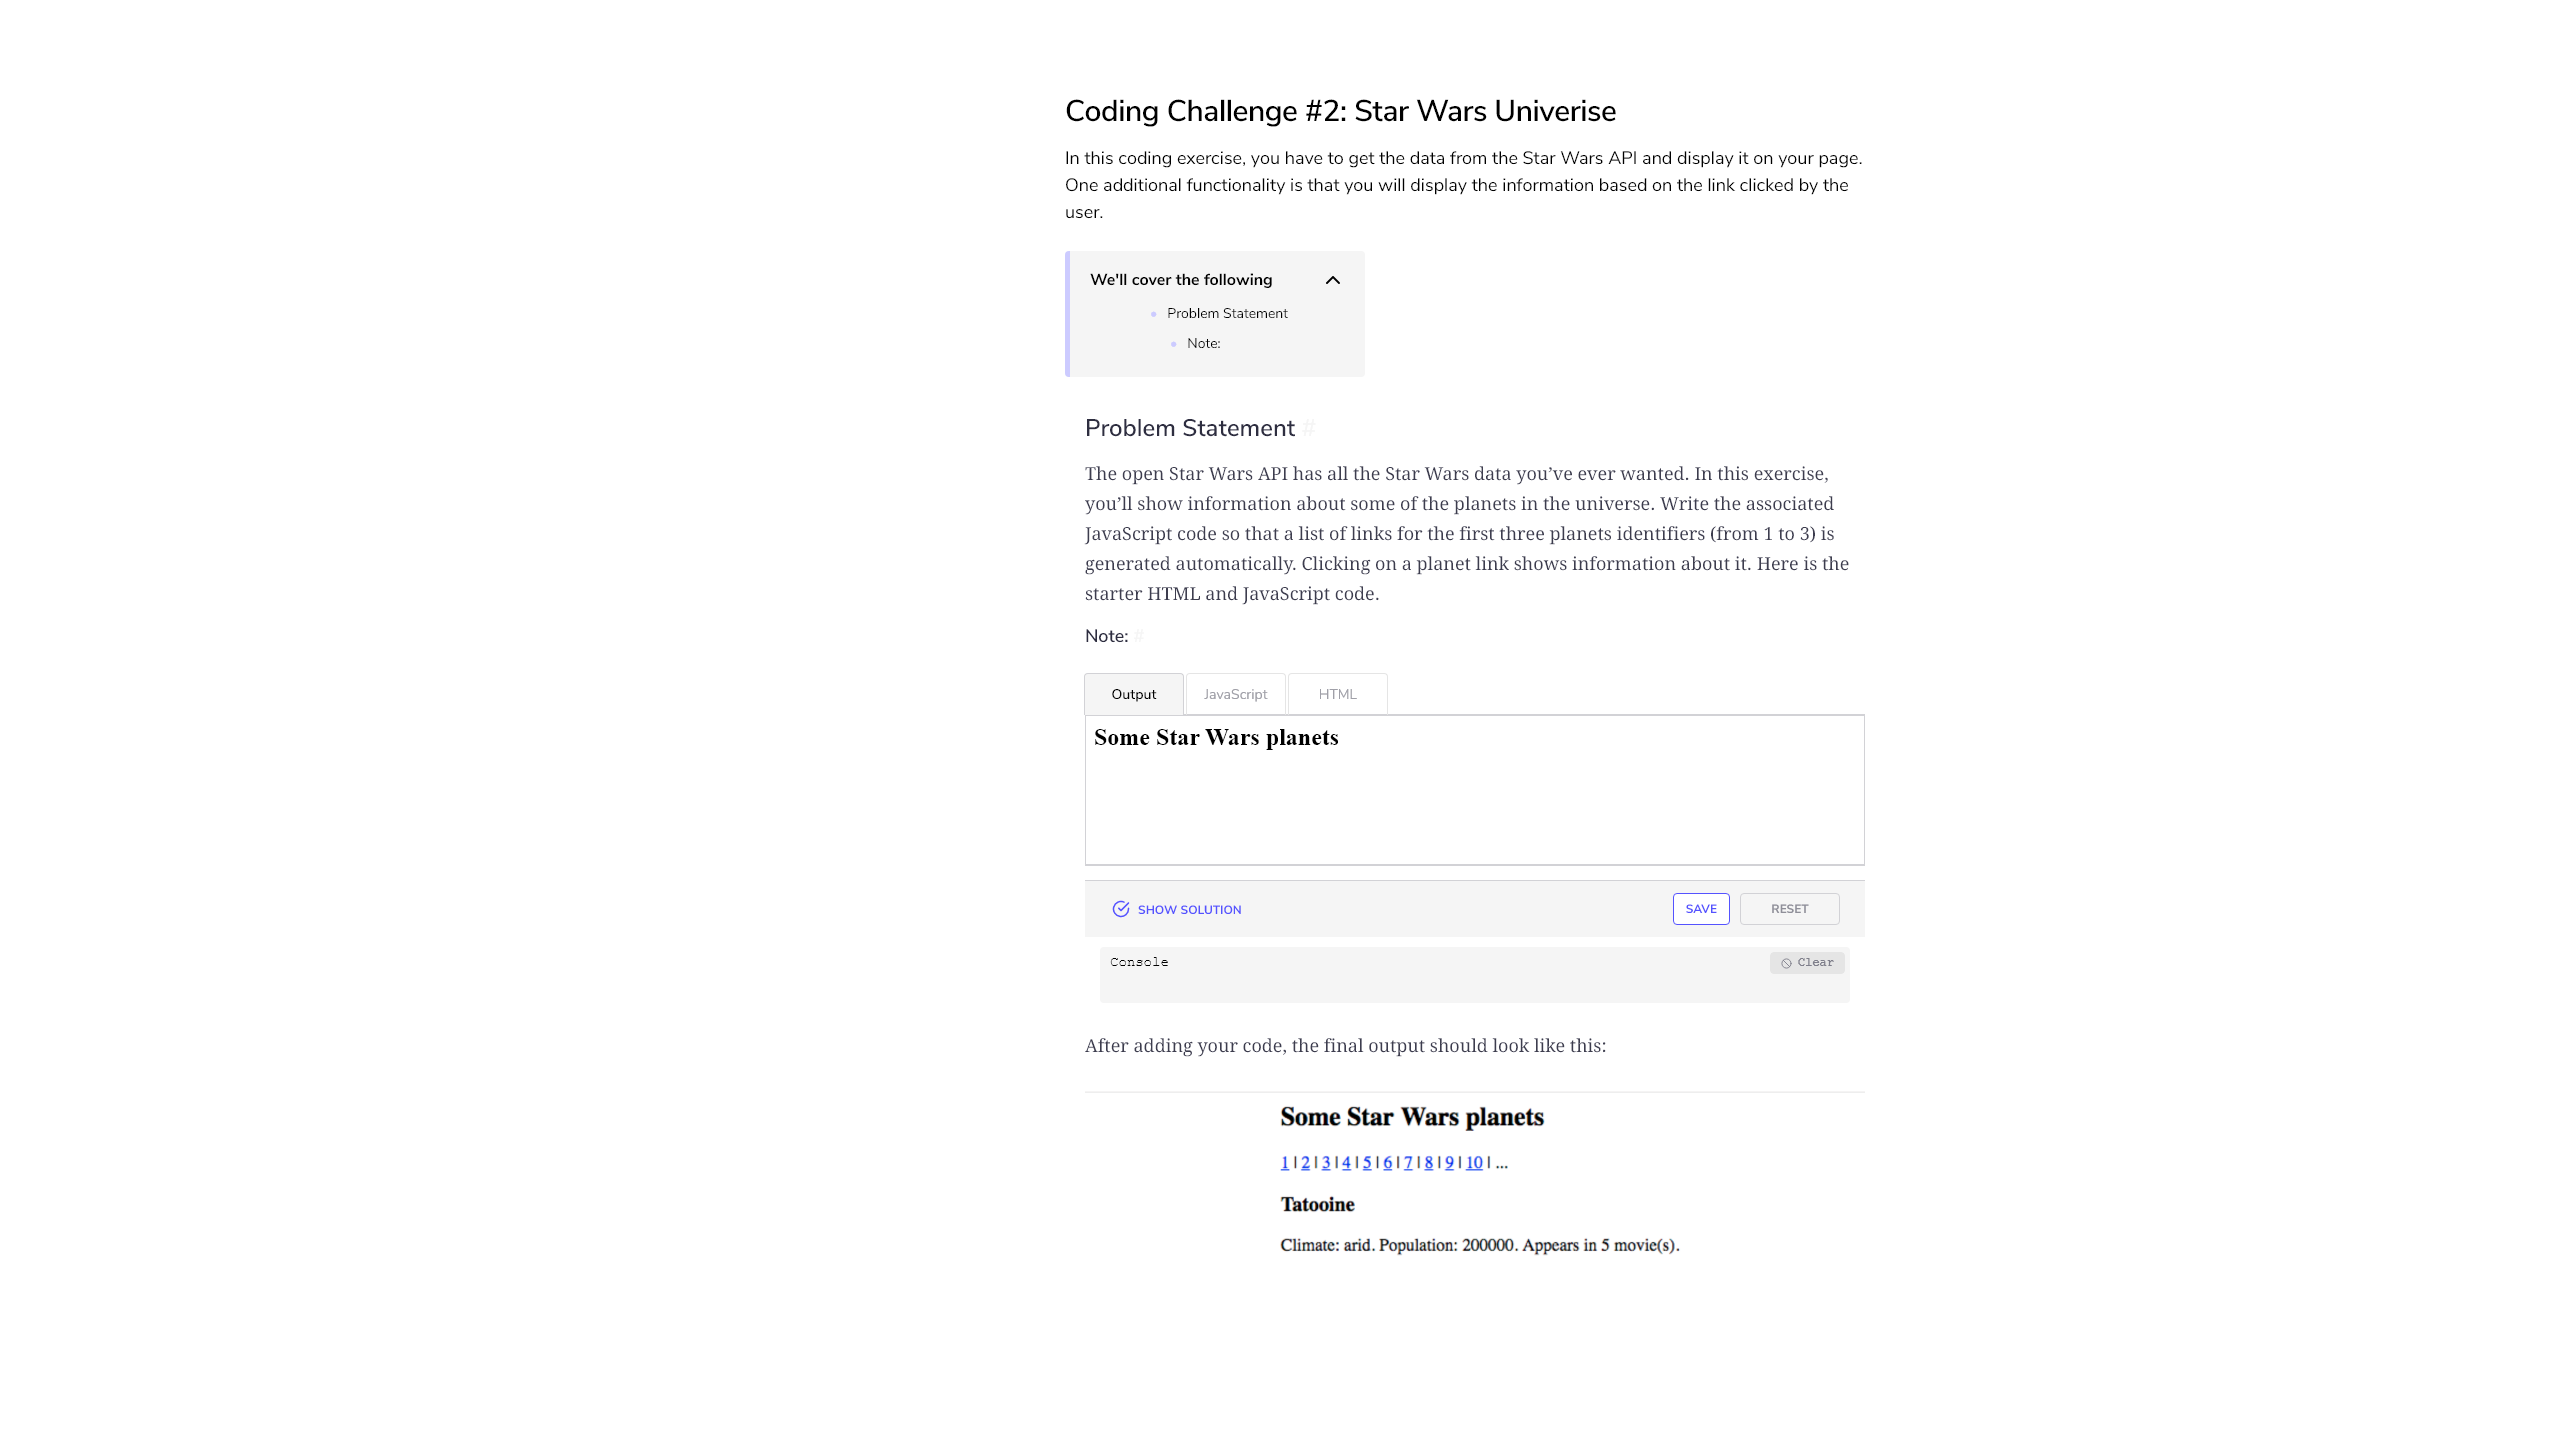 Coding Challenge #2: Star Wars Univerise
In this coding exercise, you have to get the data from the Star Wars API and display it on your page.
One additional functionality is that you will display the information based on the link clicked by the
user.
We'll cover the following
Problem Statement
Note:
Problem Statement #
The open Star Wars API has all the Star Wars data you’ve ever wanted. In this exercise,
you’ll show information about some of the planets in the universe. Write the associated
JavaScript code so that a list of links for the first three planets identifiers (from 1 to 3) is
generated automatically. Clicking on a planet link shows information about it. Here is the
starter HTML and JavaScript code.
Note: #
Output JavaScript HTML
Some Star Wars planets
SHOW SOLUTION SAVE RESET
Console Clear
After adding your code, the final output should look like this:
Some Star Wars planets
1 | 2 | 3 | 4 | 5 | 6 | 7 | 8 | 9 | 10 | ...
Tatooine
Climate: arid. Population: 200000. Appears in 5 movie(s).